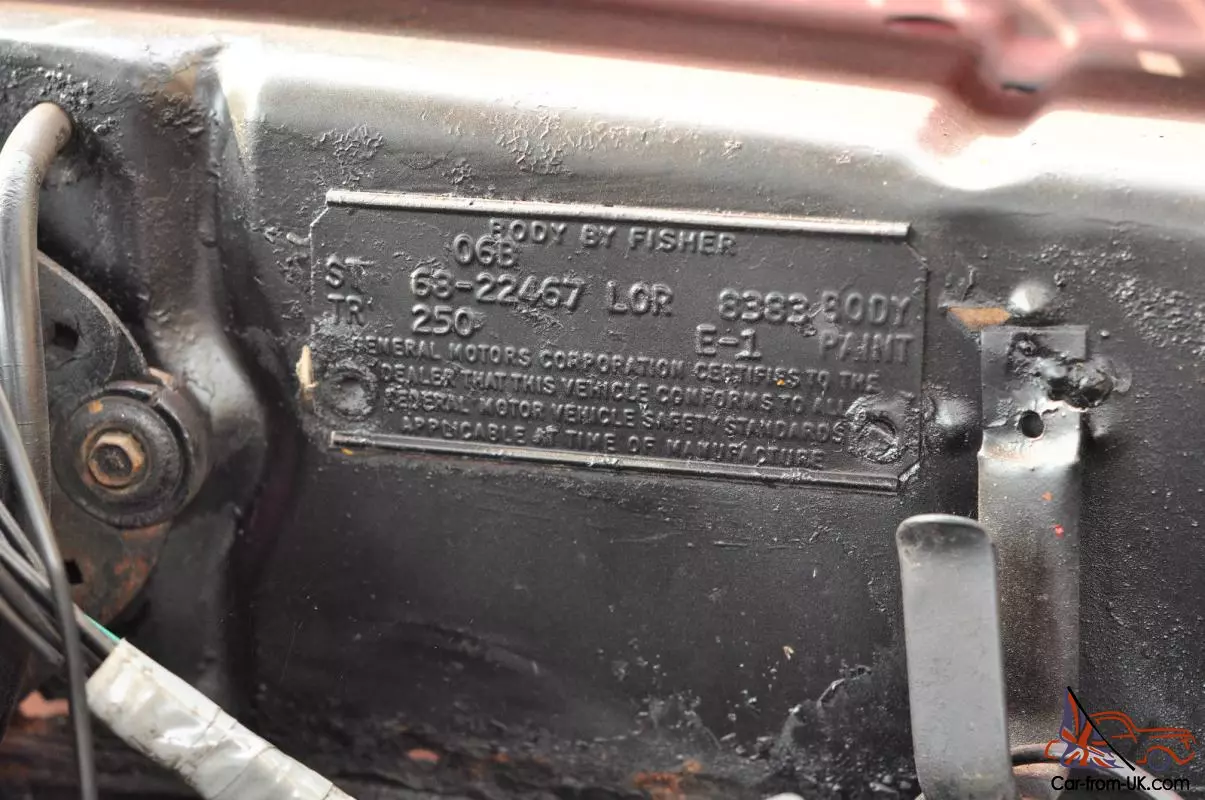 BODY BY FISHER
06B
ST 68-22467 LOR 8383 BODY
TR 250 E-1 PAINT
GENERAL MOTORS CORPORATION CERTIFIES TO THE
DEALER THAT THIS VEHICLE CONFORMS TO ALL
FEDERAL MOTOR VEHICLE SAFETY STANDARDS
APPLICABLE AT TIME OF MANUFACTURE
Car-from-UK.com